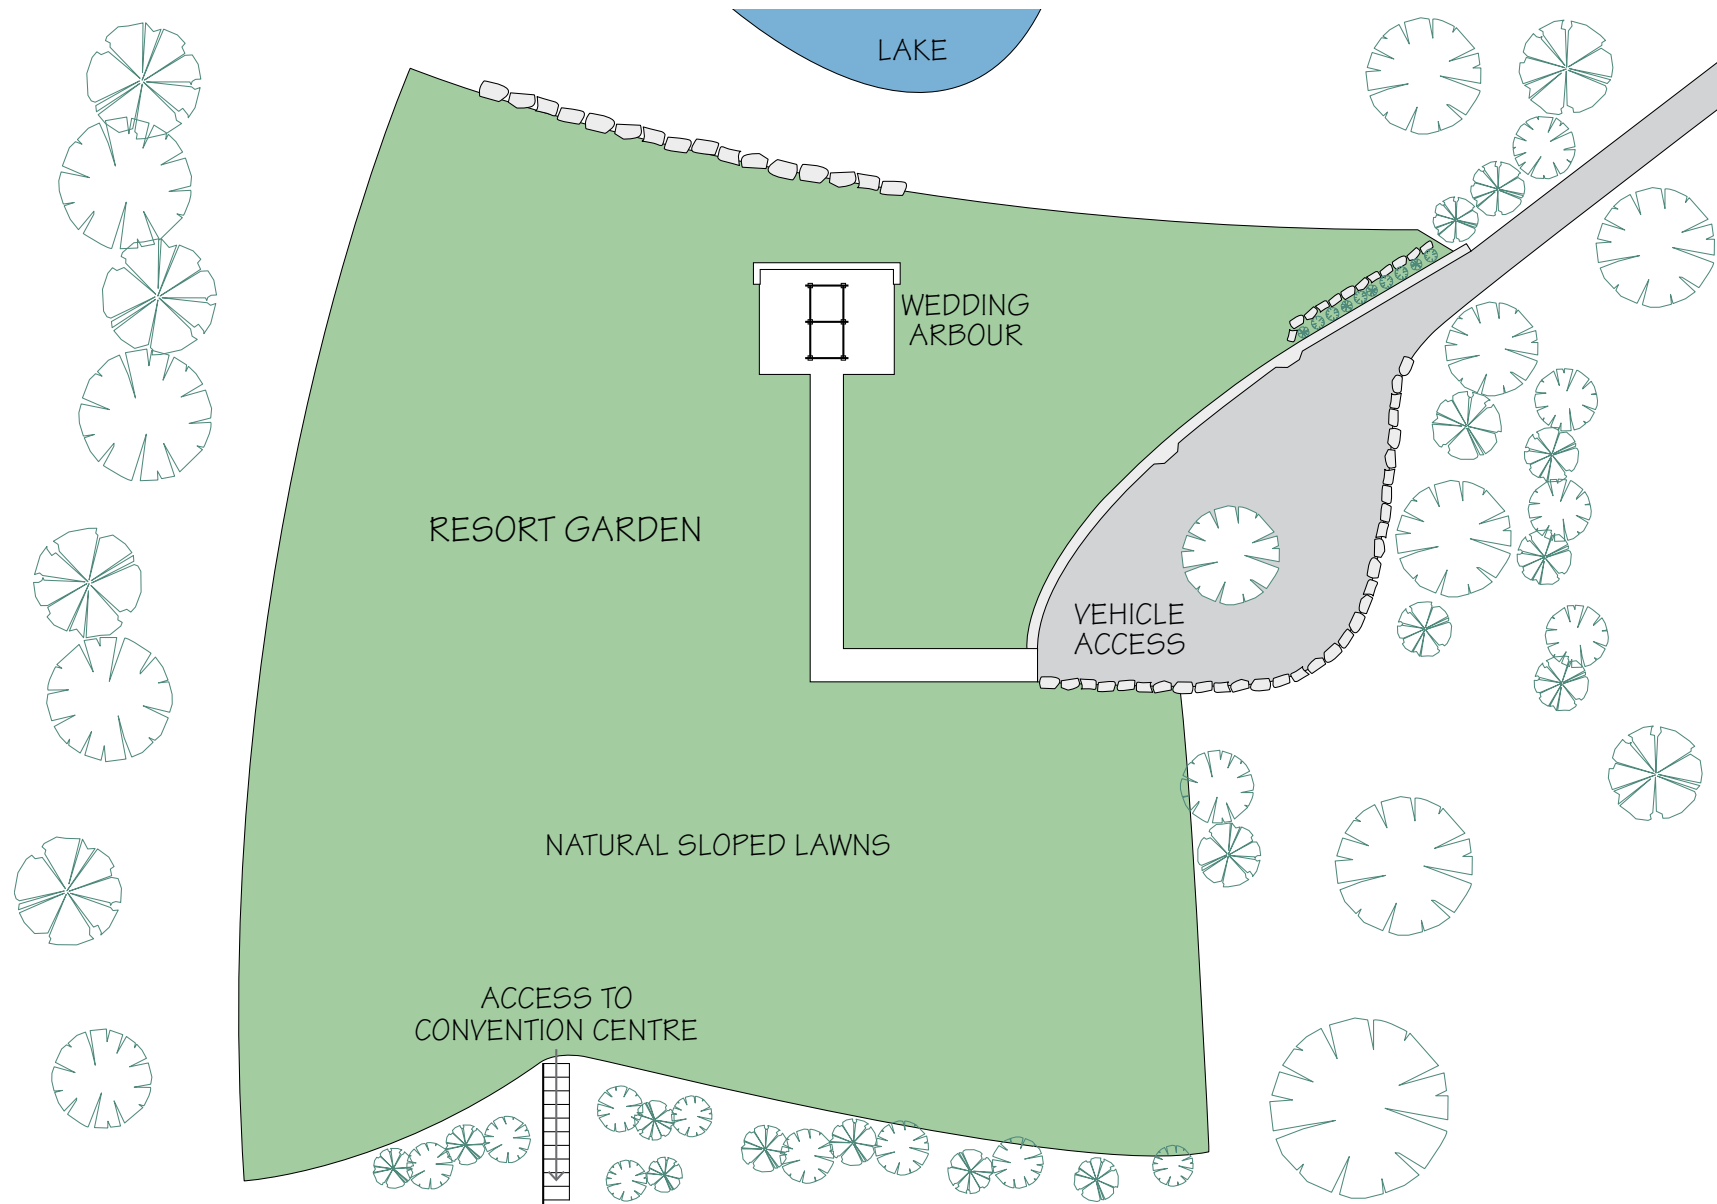 LAKE
WEDDING
ARBOUR
RESORT GARDEN
VEHICLE
ACCESS
NATURAL SLOPED LAWNS
ACCESS TO
CONVENTION CENTRE